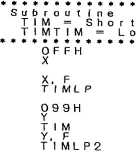 * * * * * * * * * * * * *
* Subroutine
* TIM = Short
* TIMTIM = Lo
* * * * * * * * * * * * *
0FFH
X
X, F
TIMLP
099H
Y
TIM
Y, F
TIMLP2